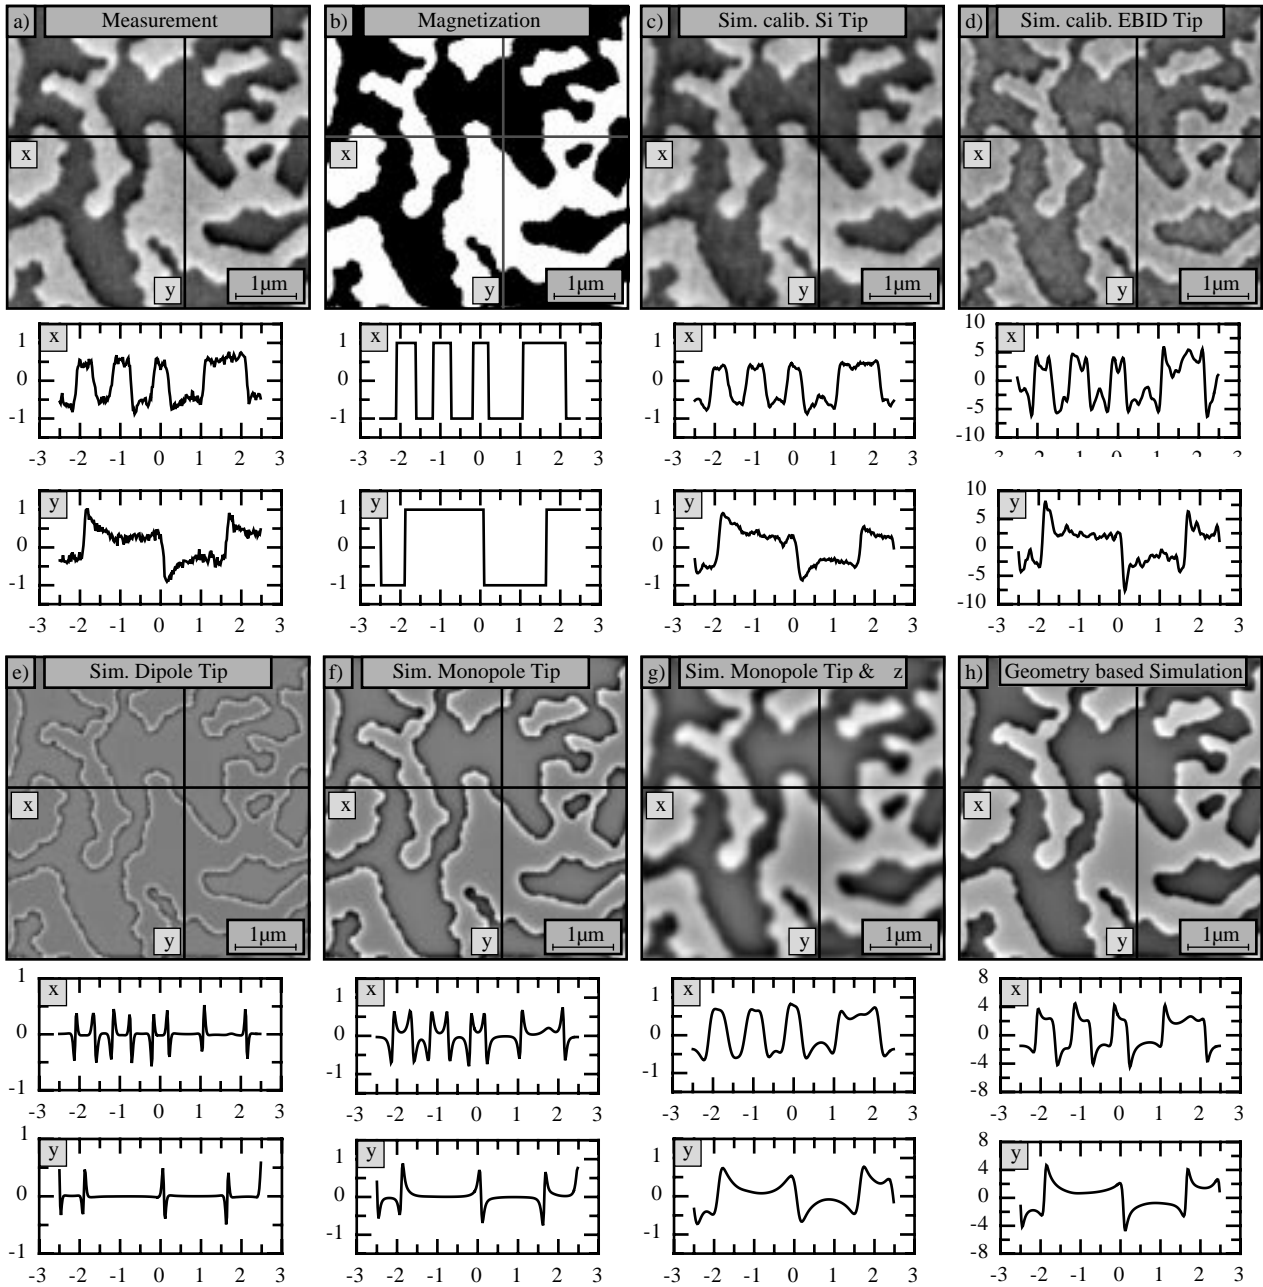 a) Measurement b) Magnetization c) Sim. calib. Si Tip d) Sim. calib. EBID Tip
x x x x
y y y y
1μm 1μm 1μm 1μm
x x x 10 x
1 1 1 5
0 0 0 0
-1 -1 -1 -5
-10
-3 -2 -1 0 1 2 3 -3 -2 -1 0 1 2 3 -3 -2 -1 0 1 2 3 3 -2 -1 0 1 2 3
y y y 10 y
1 1 1 5
0 0 0 0
-1 -1 -1 -5
-10
-3 -2 -1 0 1 2 3 -3 -2 -1 0 1 2 3 -3 -2 -1 0 1 2 3 -3 -2 -1 0 1 2 3
e) Sim. Dipole Tip f) Sim. Monopole Tip g) Sim. Monopole Tip & z h) Geometry based Simulation
x x x x
y y y y
1μm 1μm 1μm 1μm
1 x x x 8 x
1 1 4
0 0 0 0
-1 -1 -4
-1 -8
-3 -2 -1 0 1 2 3 -3 -2 -1 0 1 2 3 -3 -2 -1 0 1 2 3 -3 -2 -1 0 1 2 3
1 y y y 8 y
1 1 4
0 0 0 0
-1 -1 -4
-1 -8
-3 -2 -1 0 1 2 3 -3 -2 -1 0 1 2 3 -3 -2 -1 0 1 2 3 -3 -2 -1 0 1 2 3